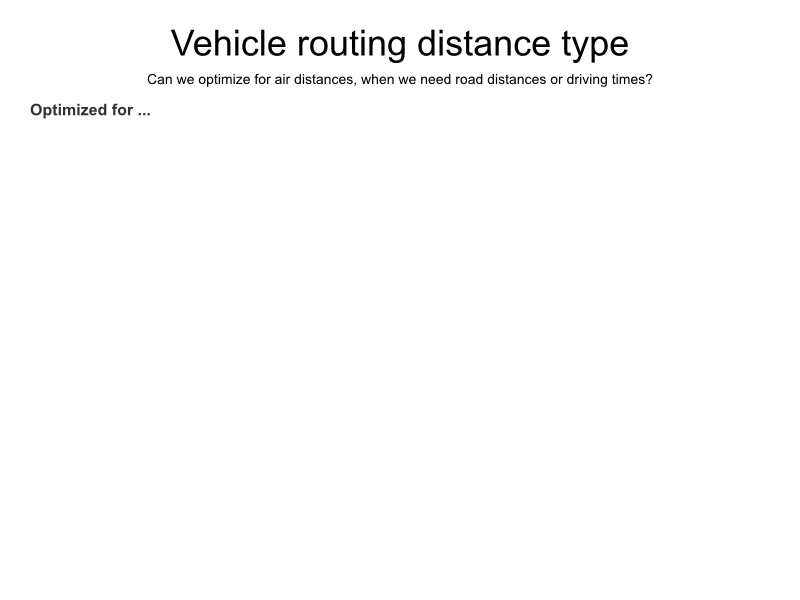 Vehicle routing distance type
Can we optimize for air distances, when we need road distances or driving times?
Optimized for ...